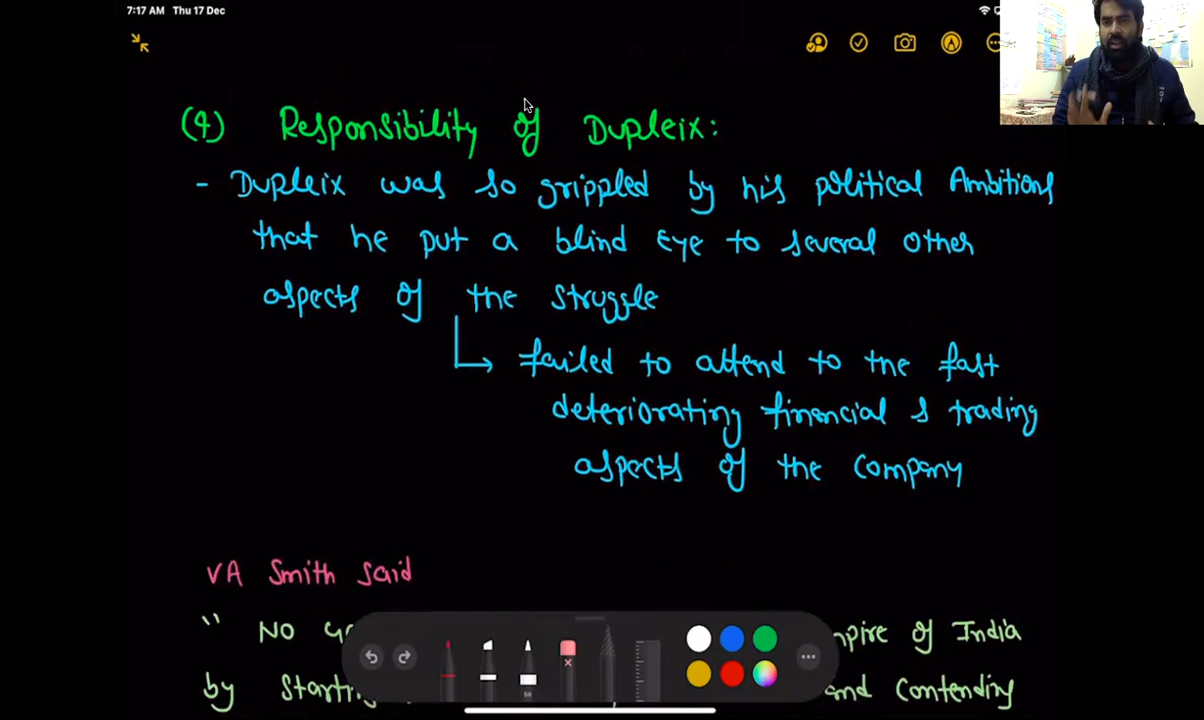 7:17 AM Thu 17 Dec
(4) Responsibility of Dupleix:
- Dupleix was so grippled by his political Ambitions
that he put a blind Eye to several other
aspects of the struggle
failed to attend to the fast
deteriorating financial & trading
aspects of the company
VA Smith said
" No of India
by and contending